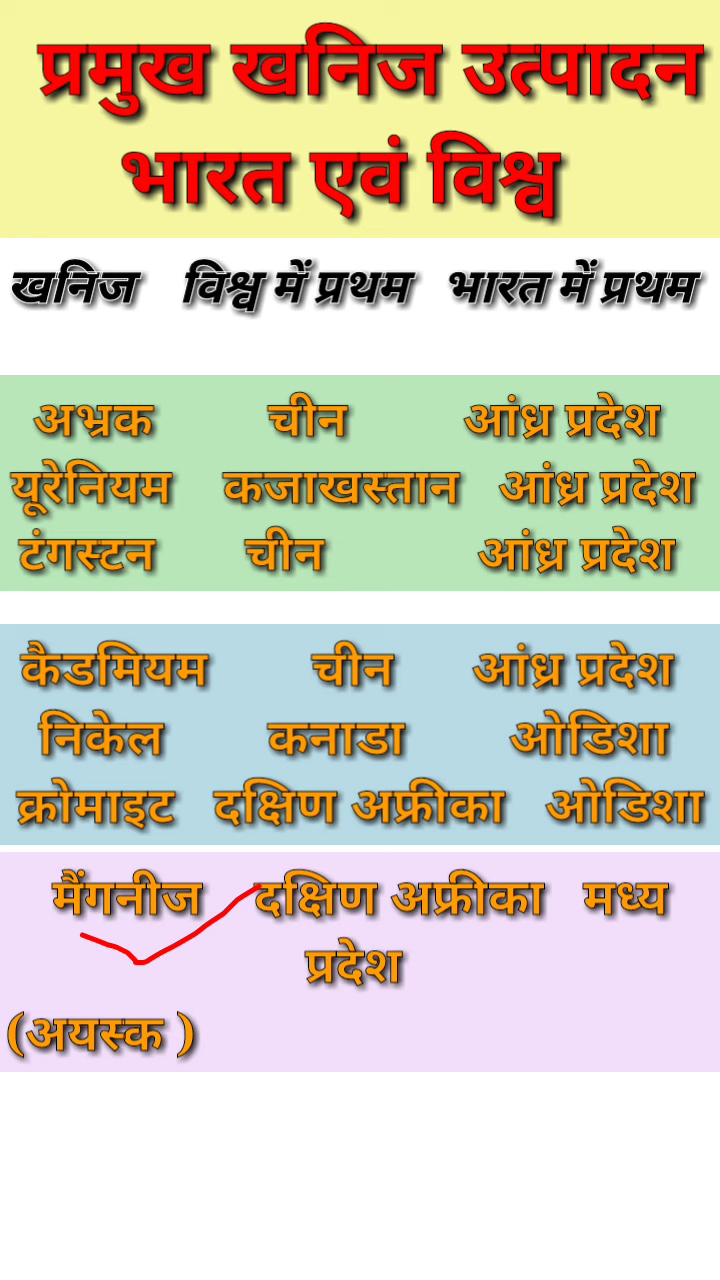 प्रमुख खनिज उत्पादन
भारत एवं विश्व
खनिज विश्व में प्रथम भारत में प्रथम
अभ्रक चीन आंध्र प्रदेश
यूरेनियम कजाखस्तान आंध्र प्रदेश
टंगस्टन चीन आंध्र प्रदेश
कैडमियम चीन आंध्र प्रदेश
निकेल कनाडा ओडिशा
क्रोमाइट दक्षिण अफ्रीका ओडिशा
मैंगनीज दक्षिण अफ्रीका मध्य
प्रदेश
(अयस्क )